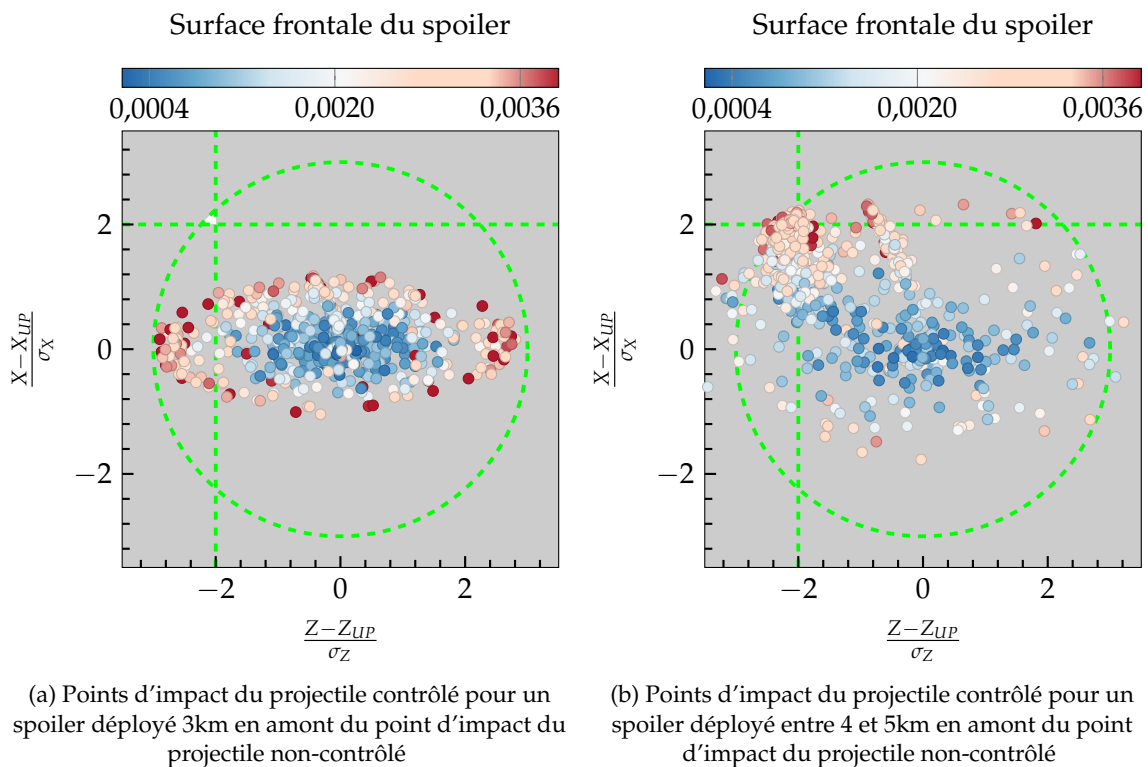 Surface frontale du spoiler
0,0004 0,0020 0,0036
2
0
−2
X−X_UP
σ_X
−2 0 2
Z−Z_UP
σ_Z
(a) Points d'impact du projectile contrôlé pour un
spoiler déployé 3km en amont du point d'impact du
projectile non-contrôlé
Surface frontale du spoiler
0,0004 0,0020 0,0036
2
0
−2
X−X_UP
σ_X
−2 0 2
Z−Z_UP
σ_Z
(b) Points d'impact du projectile contrôlé pour un
spoiler déployé entre 4 et 5km en amont du point
d'impact du projectile non-contrôlé